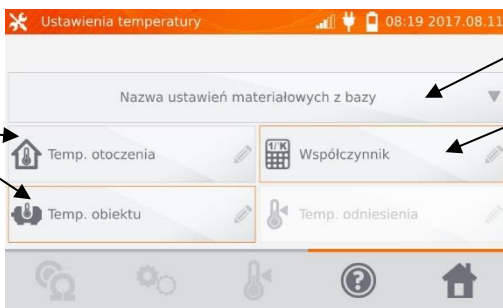 Ustawienia temperatury
08:19 2017.08.11
Nazwa ustawień materiałowych z bazy
Temp. otoczenia
1/°K
Współczynnik
Temp. obiektu
Temp. odniesienia
?